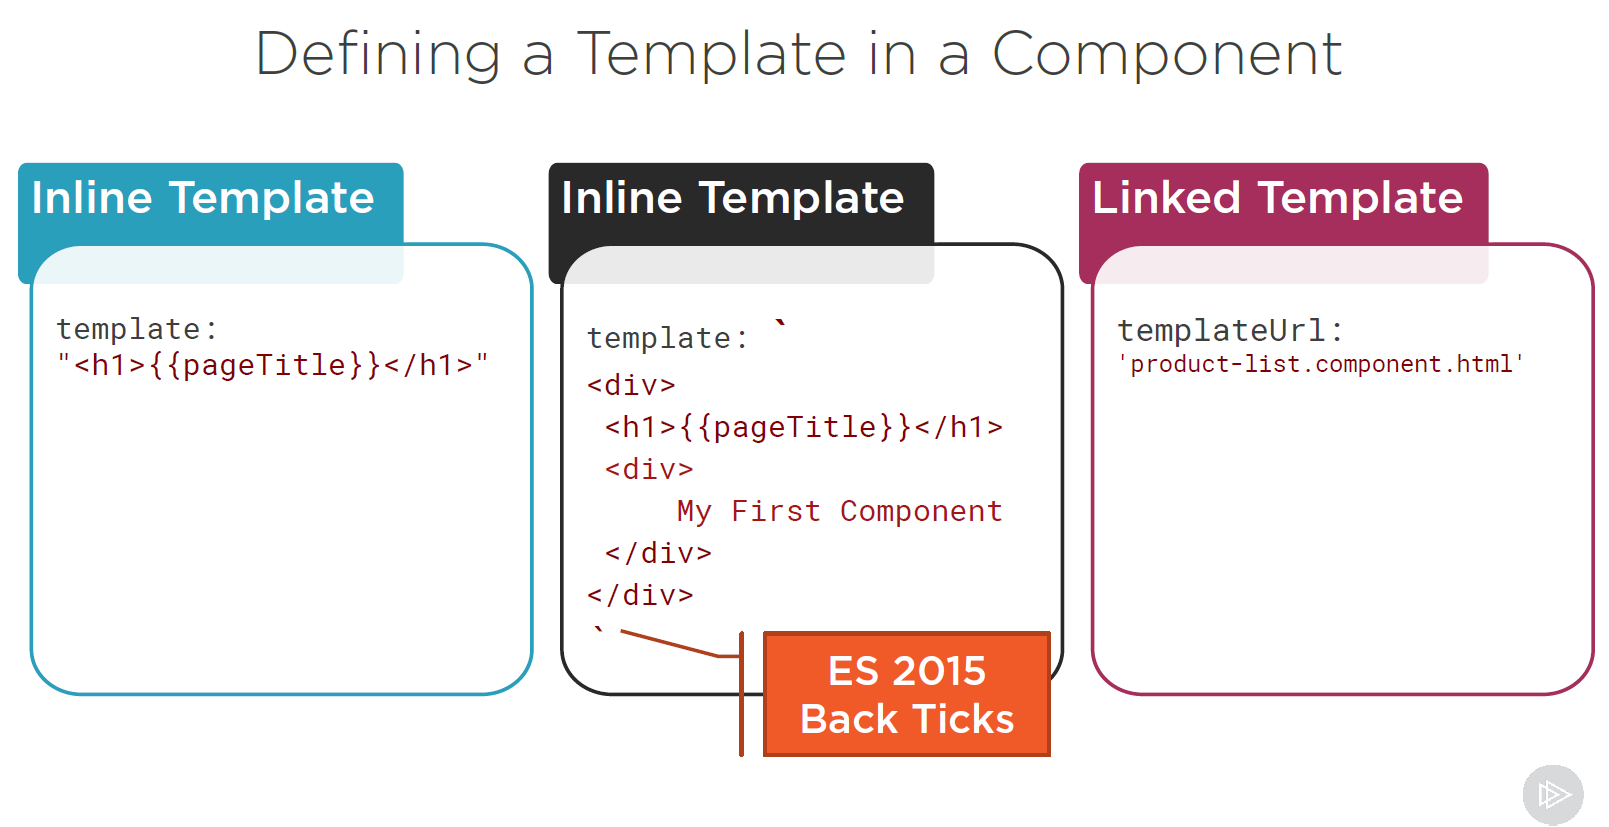 Defining a Template in a Component
Inline Template
template:
"<h1>{{pageTitle}}</h1>"
Inline Template
template: `
<div>
<h1>{{pageTitle}}</h1>
<div>
My First Component
</div>
</div>
`
ES 2015
Back Ticks
Linked Template
templateUrl:
'product-list.component.html'